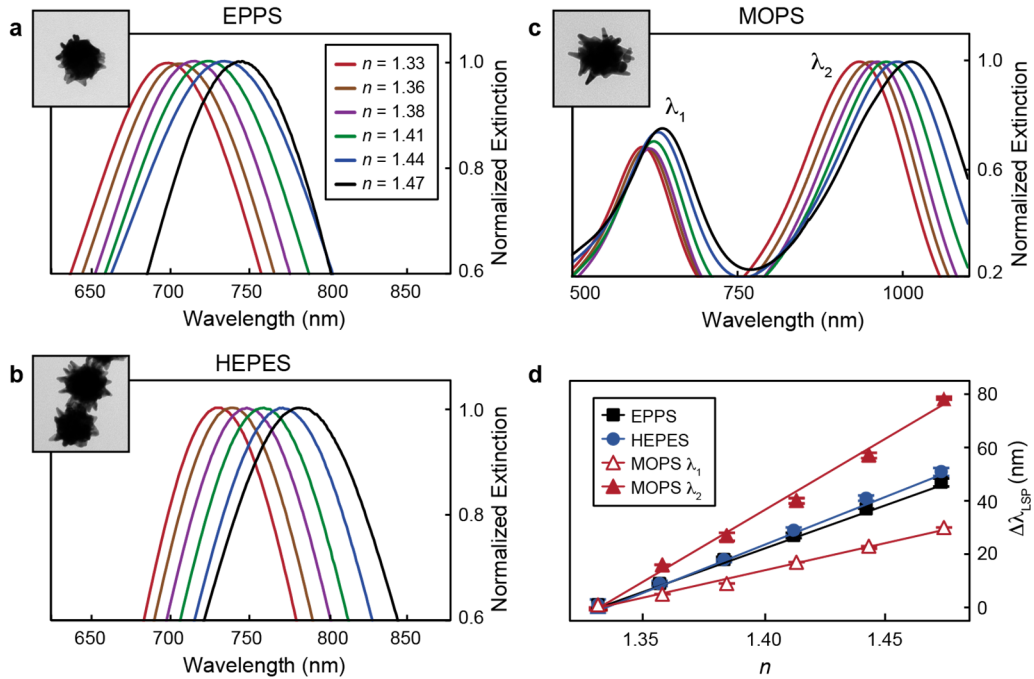 a
EPPS
n = 1.33
n = 1.36
n = 1.38
n = 1.41
n = 1.44
n = 1.47
1.0
0.8
0.6
Normalized Extinction
650 700 750 800 850
Wavelength (nm)
b
HEPES
1.0
0.8
0.6
Normalized Extinction
650 700 750 800 850
Wavelength (nm)
c
MOPS
λ1
λ2
1.0
0.6
0.2
Normalized Extinction
500 750 1000
Wavelength (nm)
d
EPPS
HEPES
MOPS λ1
MOPS λ2
80
60
40
20
0
ΔλLSP (nm)
1.35 1.40 1.45
n